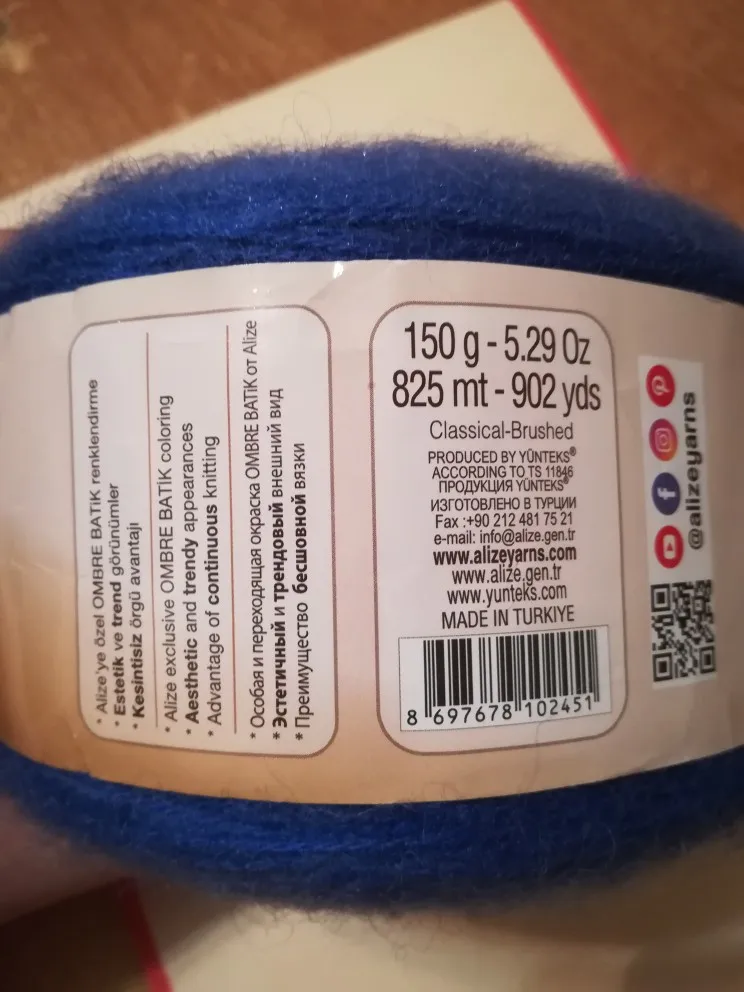 * Alize'ye özel OMBRE BATİK renklendirme
* Estetik ve trend görünümler
* Kesintisiz örgü avantajı
* Alize exclusive OMBRE BATİK coloring
* Aesthetic and trendy appearances
* Advantage of continuous knitting
* Особая и переходящая окраска OMBRE BATİK от Alize
* Эстетичный и трендовый внешний вид
* Преимущество бесшовной вязки
150 g - 5.29 Oz
825 mt - 902 yds
Classical-Brushed
PRODUCED BY YÜNTEKS®
ACCORDING TO TS 11846
ПРОДУКЦИЯ YÜNTEKS®
ИЗГОТОВЛЕНО В ТУРЦИИ
Fax :+90 212 481 75 21
e-mail: info@alize.gen.tr
www.alizeyarns.com
www.alize.gen.tr
www.yunteks.com
MADE IN TURKIYE
8 697678 102451
@alizeyarns